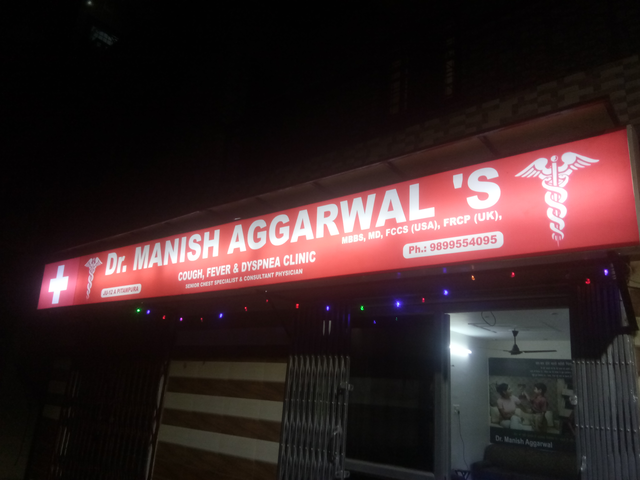 Dr. MANISH AGGARWAL 'S
MBBS, MD, FCCS (USA), FRCP (UK),
COUGH, FEVER & DYSPNEA CLINIC
Ph.: 9899554095
SENIOR CHEST SPECIALIST & CONSULTANT PHYSICIAN
PITAMPURA
Dr. Manish Aggarwal